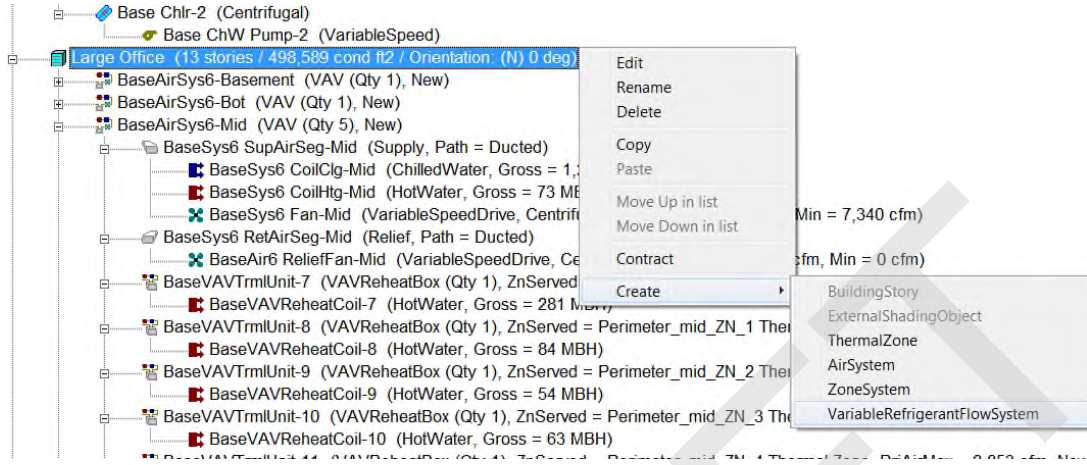 Base Chlr-2 (Centrifugal)
Base ChW Pump-2 (VariableSpeed)
Large Office (13 stories / 498,589 cond ft2 / Orientation: (N) 0 deg)
BaseAirSys6-Basement (VAV (Qty 1), New)
BaseAirSys6-Bot (VAV (Qty 1), New)
BaseAirSys6-Mid (VAV (Qty 5), New)
BaseSys6 SupAirSeg-Mid (Supply, Path = Ducted)
BaseSys6 CoilClg-Mid (ChilledWater, Gross = 1,
BaseSys6 CoilHtg-Mid (HotWater, Gross = 73
BaseSys6 Fan-Mid (VariableSpeedDrive, Min = 7,340 cfm)
BaseSys6 RetAirSeg-Mid (Relief, Path = Ducted)
BaseAir6 ReliefFan-Mid (VariableSpeedDrive, cfm, Min = 0 cfm)
BaseVAVTrmlUnit-7 (VAVReheatBox (Qty 1), ZnServed
BaseVAVReheatCoil-7 (HotWater, Gross = 281
BaseVAVTrmlUnit-8 (VAVReheatBox (Qty 1), ZnServed = Perimeter_mid_ZN_1
BaseVAVReheatCoil-8 (HotWater, Gross = 84 MBH)
BaseVAVTrmlUnit-9 (VAVReheatBox (Qty 1), ZnServed = Perimeter_mid_ZN_2
BaseVAVReheatCoil-9 (HotWater, Gross = 54 MBH)
BaseVAVTrmlUnit-10 (VAVReheatBox (Qty 1), ZnServed = Perimeter_mid_ZN_3
BaseVAVReheatCoil-10 (HotWater, Gross = 63 MBH)
Edit
Rename
Delete
Copy
Paste
Move Up in list
Move Down in list
Contract
Create
BuildingStory
ExternalShadingObject
ThermalZone
AirSystem
ZoneSystem
VariableRefrigerantFlowSystem